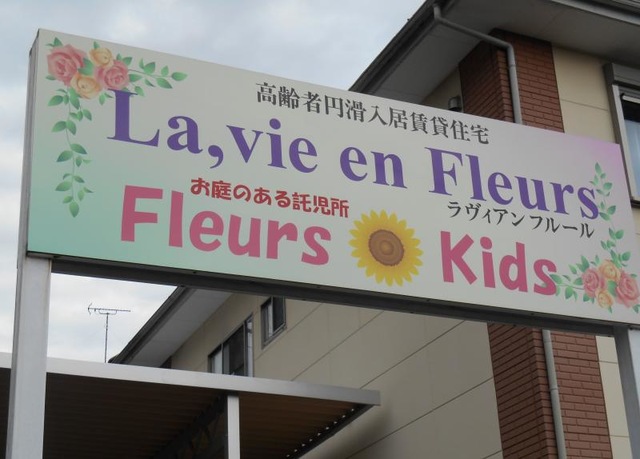 高齢者円滑入居賃貸住宅
La,vie en Fleurs
ラヴィアンフルール
お庭のある託児所
Fleurs Kids